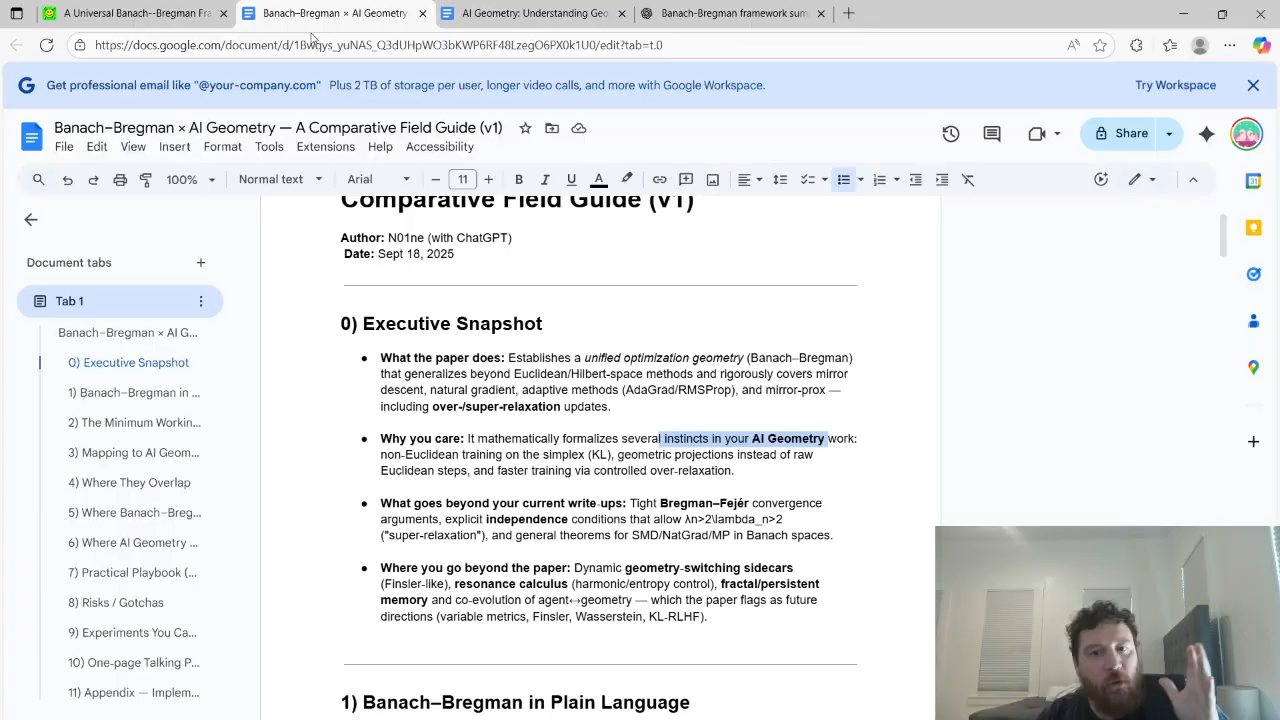 A Universal Banach–Bregman Fra
Banach–Bregman × AI Geometry
AI Geometry: Understanding Geo
Banach-Bregman framework sum
Get professional email like "@your-company.com" Plus 2 TB of storage per user, longer video calls, and more with Google Workspace.
Try Workspace
Banach–Bregman × AI Geometry — A Comparative Field Guide (v1)
File Edit View Insert Format Tools Extensions Help Accessibility
Share
100% Normal text Arial 11
Document tabs
Tab 1
Banach–Bregman × AI G...
0) Executive Snapshot
1) Banach–Bregman in ...
2) The Minimum Workin...
3) Mapping to AI Geom...
4) Where They Overlap
5) Where Banach–Breg...
6) Where AI Geometry ...
7) Practical Playbook (...
8) Risks / Gotchas
9) Experiments You Ca...
10) One-page Talking P...
11) Appendix — Implem...
Comparative Field Guide (v1)
Author: N01ne (with ChatGPT)
Date: Sept 18, 2025
0) Executive Snapshot
● What the paper does: Establishes a unified optimization geometry (Banach–Bregman)
that generalizes beyond Euclidean/Hilbert-space methods and rigorously covers mirror
descent, natural gradient, adaptive methods (AdaGrad/RMSProp), and mirror-prox —
including over-/super-relaxation updates.
● Why you care: It mathematically formalizes several instincts in your AI Geometry work:
non-Euclidean training on the simplex (KL), geometric projections instead of raw
Euclidean steps, and faster training via controlled over-relaxation.
● What goes beyond your current write-ups: Tight Bregman–Fejér convergence
arguments, explicit independence conditions that allow λn>2\lambda_n>2
("super-relaxation"), and general theorems for SMD/NatGrad/MP in Banach spaces.
● Where you go beyond the paper: Dynamic geometry-switching sidecars
(Finsler-like), resonance calculus (harmonic/entropy control), fractal/persistent
memory and co-evolution of agent↔geometry — which the paper flags as future
directions (variable metrics, Finsler, Wasserstein, KL-RLHF).
1) Banach–Bregman in Plain Language